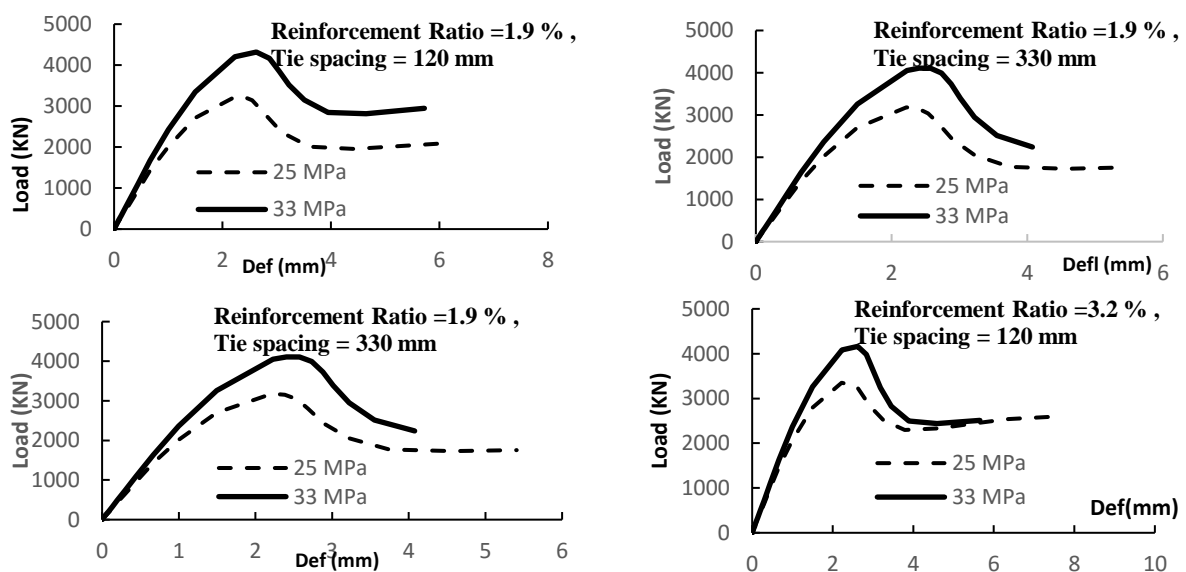 Reinforcement Ratio =1.9 % ,
Tie spacing = 120 mm
5000
4000
3000
2000
1000
0
Load (KN)
25 MPa
33 MPa
0 2 4 6 8
Def (mm)
Reinforcement Ratio =1.9 % ,
Tie spacing = 330 mm
5000
4000
3000
2000
1000
0
Load (KN)
25 MPa
33 MPa
0 2 4 6
Defl (mm)
Reinforcement Ratio =1.9 % ,
Tie spacing = 330 mm
5000
4000
3000
2000
1000
0
Load (KN)
25 MPa
33 MPa
0 1 2 3 4 5 6
Def (mm)
Reinforcement Ratio =3.2 % ,
Tie spacing = 120 mm
5000
4000
3000
2000
1000
0
Load (KN)
25 MPa
33 MPa
Def(mm)
0 2 4 6 8 10